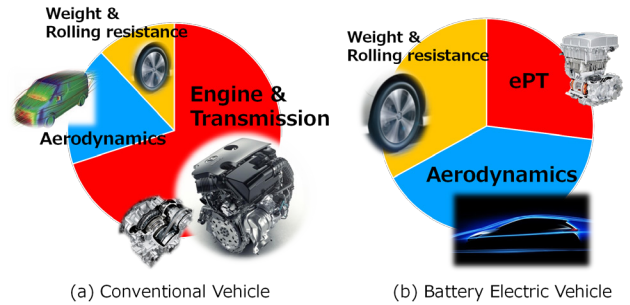 Weight &
Rolling resistance
Engine &
Transmission
Aerodynamics
(a) Conventional Vehicle
Weight &
Rolling resistance
ePT
Aerodynamics
(b) Battery Electric Vehicle